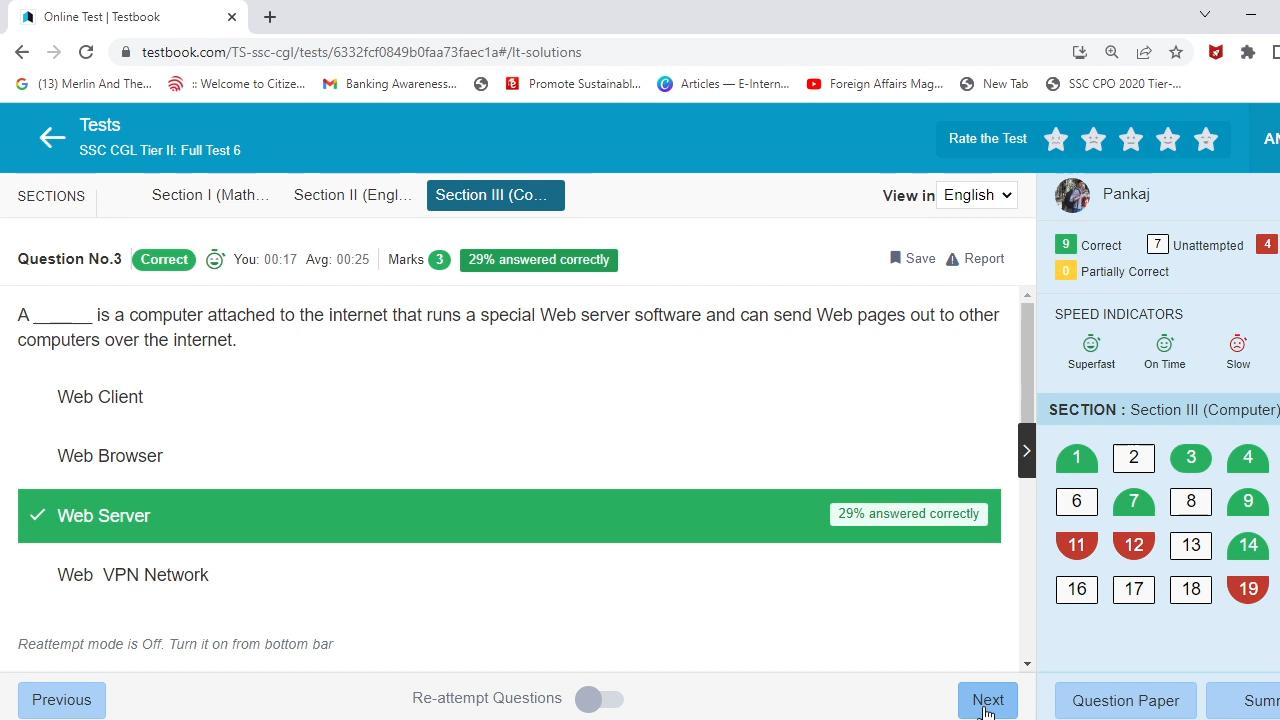 Online Test | Testbook
testbook.com/TS-ssc-cgl/tests/6332fcf0849b0faa73faec1a#/lt-solutions
(13) Merlin And The...
:: Welcome to Citize...
Banking Awareness...
Promote Sustainabl...
Articles — E-Intern...
Foreign Affairs Mag...
New Tab
SSC CPO 2020 Tier-...
Tests
SSC CGL Tier II: Full Test 6
Rate the Test
AN
SECTIONS
Section I (Math...
Section II (Engl...
Section III (Co...
View in English
Pankaj
Question No.3 Correct You: 00:17 Avg: 00:25 Marks 3 29% answered correctly
Save Report
9 Correct 7 Unattempted 4
0 Partially Correct
A ______ is a computer attached to the internet that runs a special Web server software and can send Web pages out to other
computers over the internet.
Web Client
Web Browser
Web Server 29% answered correctly
Web VPN Network
Reattempt mode is Off. Turn it on from bottom bar
SPEED INDICATORS
Superfast On Time Slow
SECTION : Section III (Computer)
1 2 3 4
6 7 8 9
11 12 13 14
16 17 18 19
Previous
Re-attempt Questions
Next
Question Paper
Sum